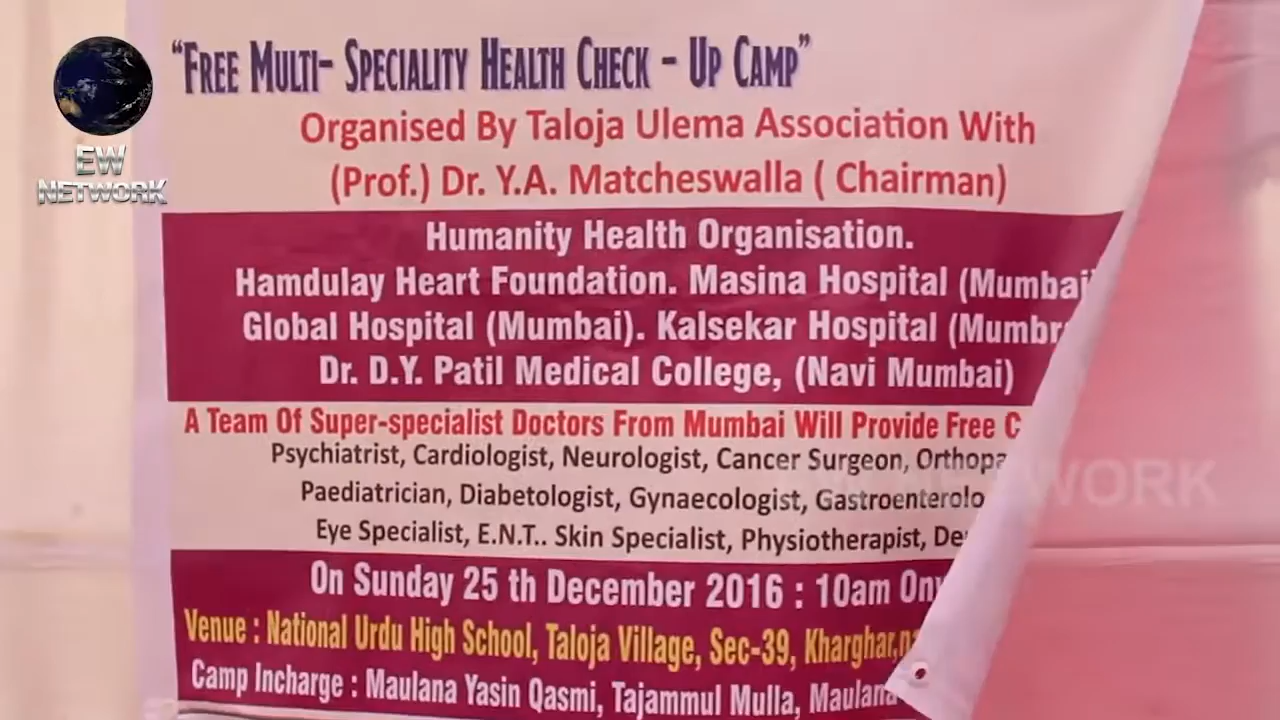 "Free Multi- Speciality Health Check - Up Camp"
Organised By Taloja Ulema Association With
(Prof.) Dr. Y.A. Matcheswalla ( Chairman)
Humanity Health Organisation.
Hamdulay Heart Foundation. Masina Hospital (Mumbai)
Global Hospital (Mumbai). Kalsekar Hospital
Dr. D.Y. Patil Medical College, (Navi Mumbai)
A Team Of Super-specialist Doctors From Mumbai Will Provide Free
Psychiatrist, Cardiologist, Neurologist, Cancer Surgeon,
Paediatrician, Diabetologist, Gynaecologist,
Eye Specialist, E.N.T.. Skin Specialist, Physiotherapist,
On Sunday 25 th December 2016 : 10am
Venue : National Urdu High School, Taloja Village, Sec-39, Kharghar,
Camp Incharge : Maulana Yasin Qasmi, Tajammul Mulla, Maulana
EW
NETWORK